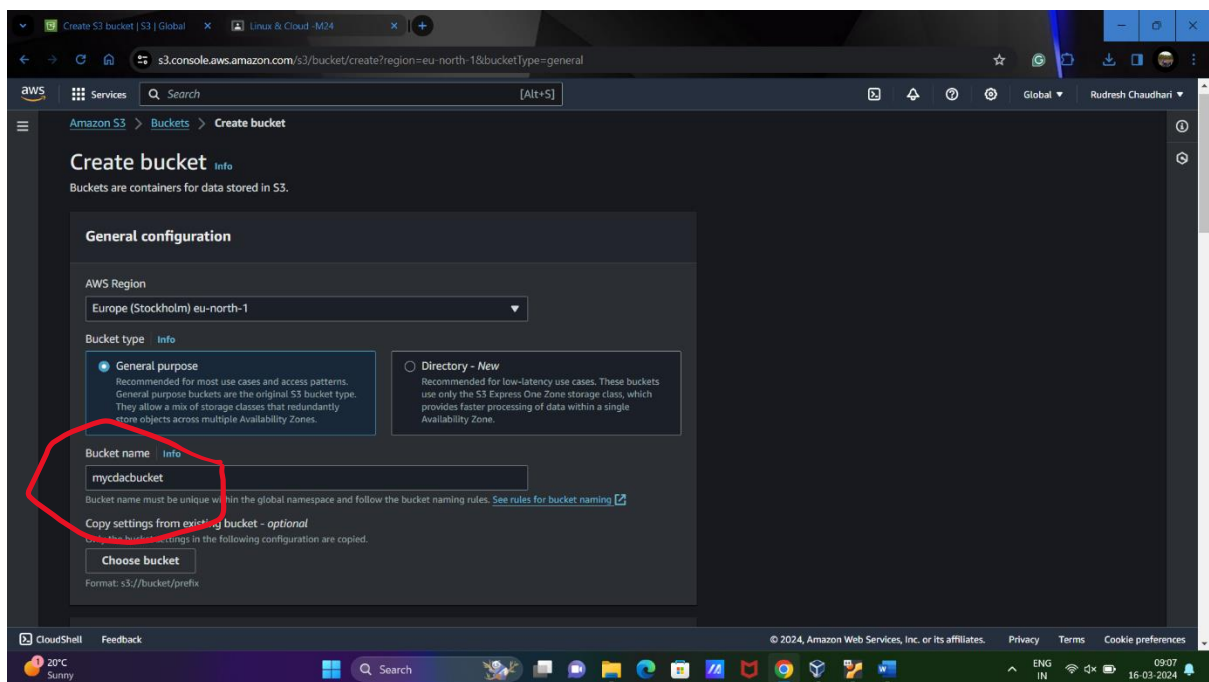 Create S3 bucket | S3 | Global
Linux & Cloud -M24
s3.console.aws.amazon.com/s3/bucket/create?region=eu-north-1&bucketType=general
aws
Services
Search
[Alt+S]
Global
Rudresh Chaudhari
Amazon S3 > Buckets > Create bucket
Create bucket Info
Buckets are containers for data stored in S3.
General configuration
AWS Region
Europe (Stockholm) eu-north-1
Bucket type Info
General purpose
Recommended for most use cases and access patterns.
General purpose buckets are the original S3 bucket type.
They allow a mix of storage classes that redundantly
store objects across multiple Availability Zones.
Directory - New
Recommended for low-latency use cases. These buckets
use only the S3 Express One Zone storage class, which
provides faster processing of data within a single
Availability Zone.
Bucket name Info
mycdacbucket
Bucket name must be unique within the global namespace and follow the bucket naming rules. See rules for bucket naming
Copy settings from existing bucket - optional
Only the bucket settings in the following configuration are copied.
Choose bucket
Format: s3://bucket/prefix
CloudShell
Feedback
© 2024, Amazon Web Services, Inc. or its affiliates.
Privacy
Terms
Cookie preferences
1
20°C
Sunny
Search
ENG
IN
09:07
16-03-2024